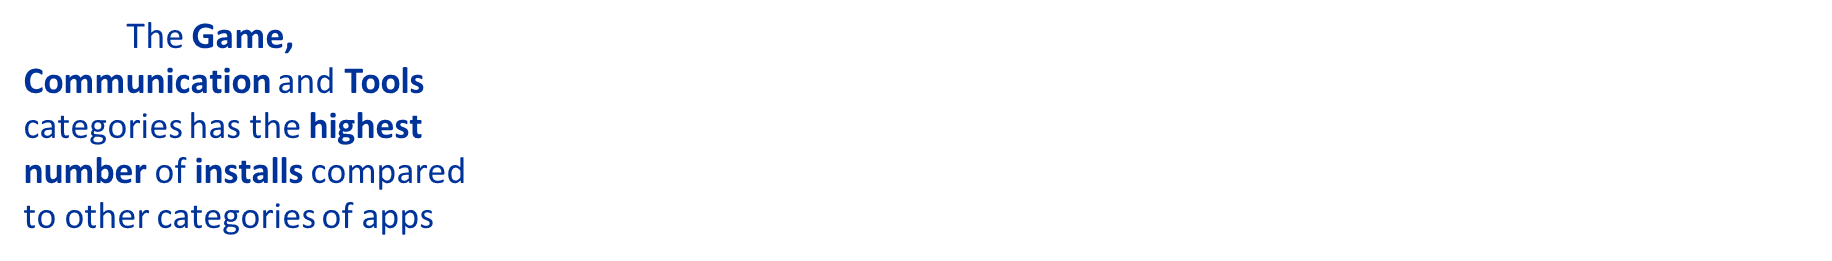 The Game,
Communication and Tools
categories has the highest
number of installs compared
to other categories of apps